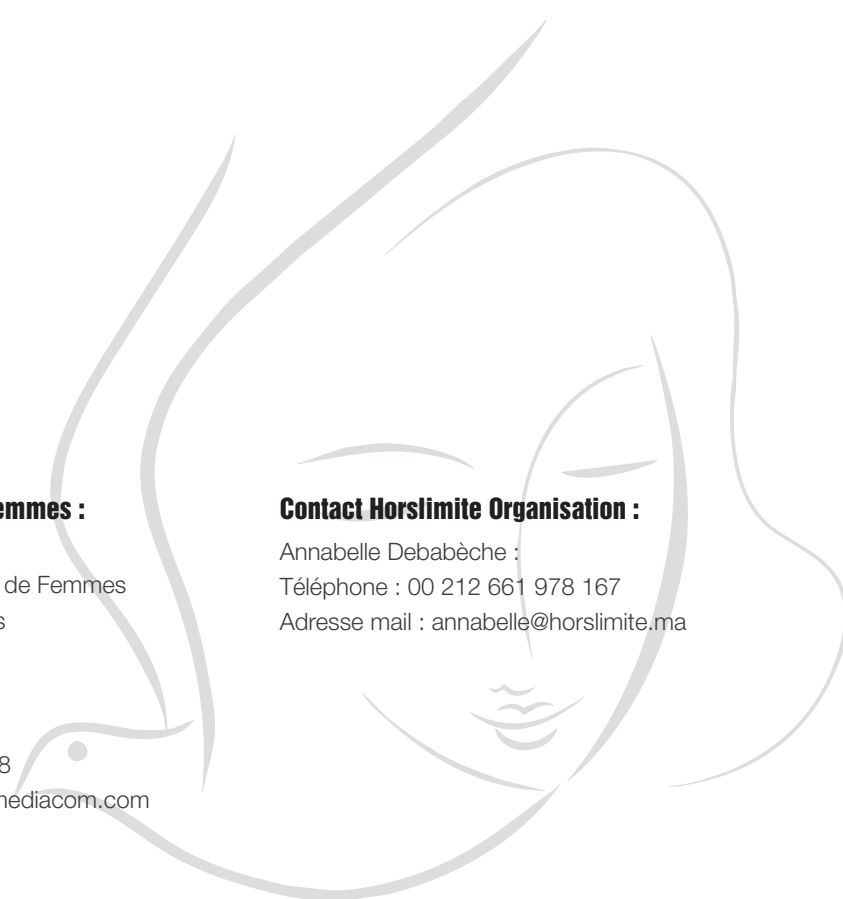 emmes :
de Femmes
s
8
nediacom.com
Contact Horslimite Organisation :
Annabelle Debabèche :
Téléphone : 00 212 661 978 167
Adresse mail : annabelle@horslimite.ma